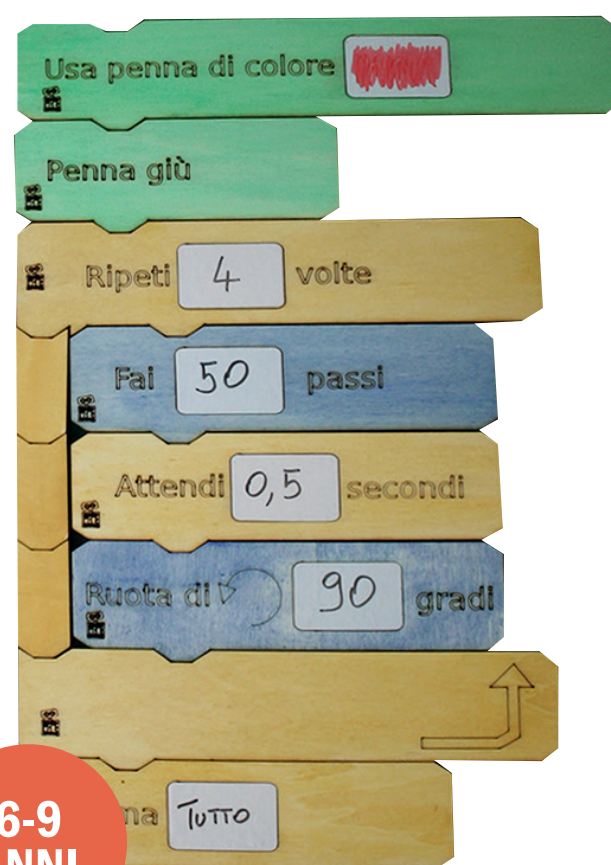 Usa penna di colore
Penna giù
Ripeti 4 volte
Fai 50 passi
Attendi 0,5 secondi
Ruota di 90 gradi
TUTTO
6-9